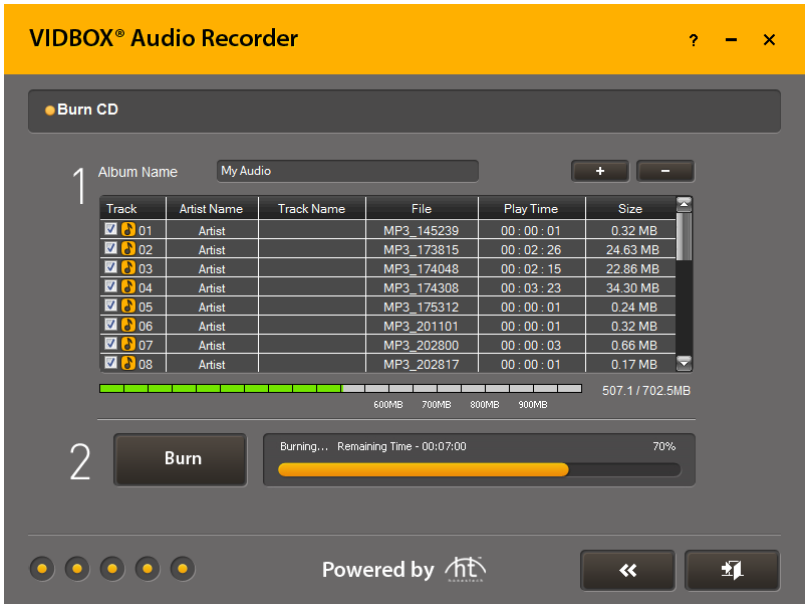 VIDBOX® Audio Recorder ? – ×
Burn CD
1 Album Name My Audio + –
Track Artist Name Track Name File Play Time Size
01 Artist MP3_145239 00 : 00 : 01 0.32 MB
02 Artist MP3_173815 00 : 02 : 26 24.63 MB
03 Artist MP3_174048 00 : 02 : 15 22.86 MB
04 Artist MP3_174308 00 : 03 : 23 34.30 MB
05 Artist MP3_175312 00 : 00 : 01 0.24 MB
06 Artist MP3_201101 00 : 00 : 01 0.32 MB
07 Artist MP3_202800 00 : 00 : 03 0.66 MB
08 Artist MP3_202817 00 : 00 : 01 0.17 MB
507.1 / 702.5MB
600MB 700MB 800MB 900MB
2 Burn Burning... Remaining Time - 00:07:00 70%
Powered by ht
honestech